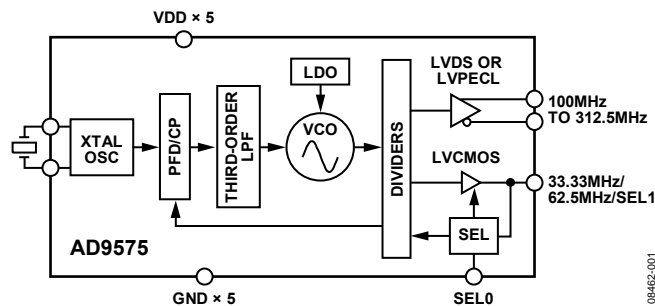 VDD × 5
LDO
LVDS OR
LVPECL
100MHz
TO 312.5MHz
XTAL
OSC
PFD/CP
THIRD-ORDER
LPF
VCO
DIVIDERS
LVCMOS
33.33MHz/
62.5MHz/SEL1
SEL
AD9575
GND × 5
SEL0
08462-001